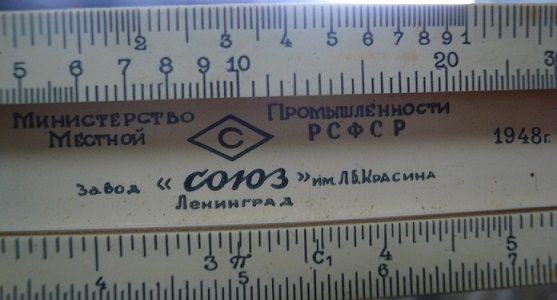 2 3 4 5 6 7 8 9 1
5 6 7 8 9 10 20 3
Министерство Промышленности
Местной С РСФСР 1948г.
Завод «Союз» им. Л.Б.Красина
Ленинград
3 π C₁ 4 5
4 5 6 7